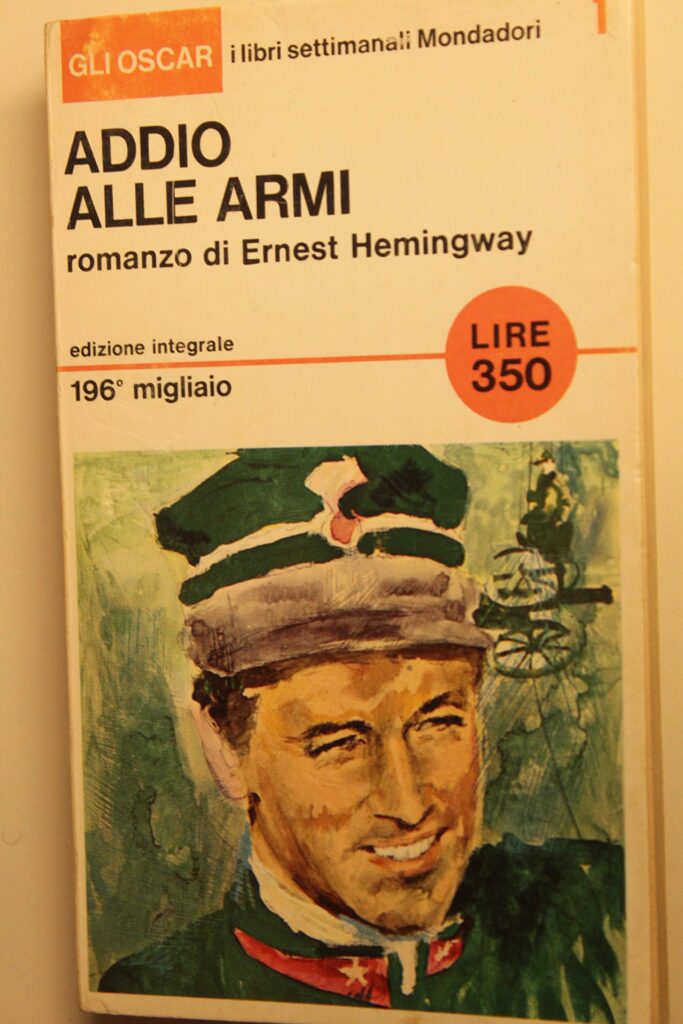 GLI OSCAR i libri settimanali Mondadori 1
ADDIO
ALLE ARMI
romanzo di Ernest Hemingway
edizione integrale
LIRE
350
196° migliaio